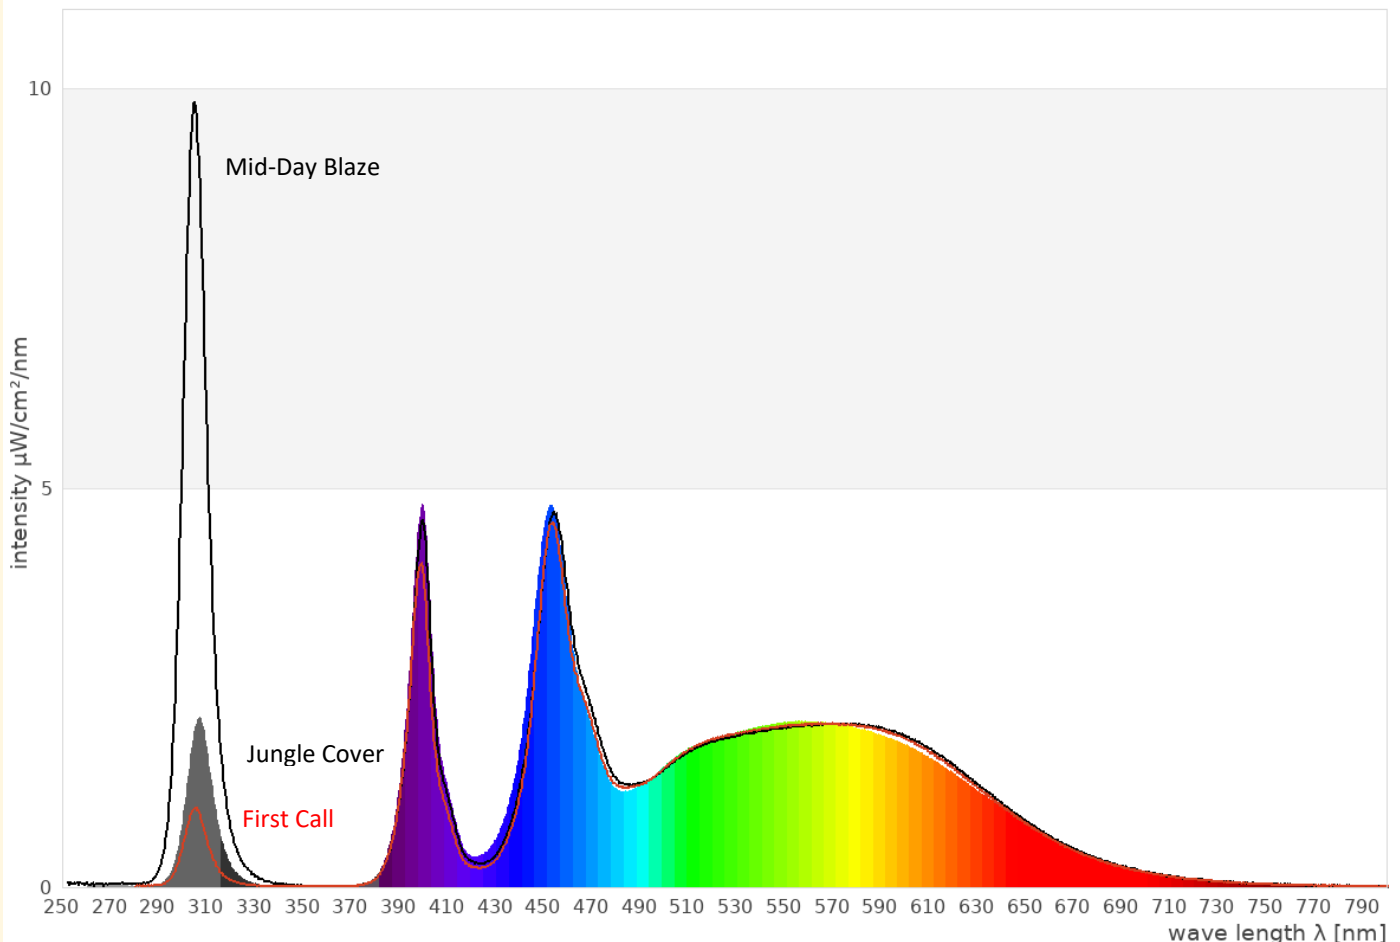 10
Mid-Day Blaze
intensity µW/cm²/nm
5
Jungle Cover
First Call
0
250 270 290 310 330 350 370 390 410 430 450 470 490 510 530 550 570 590 610 630 650 670 690 710 730 750 770 790
wave length λ [nm]